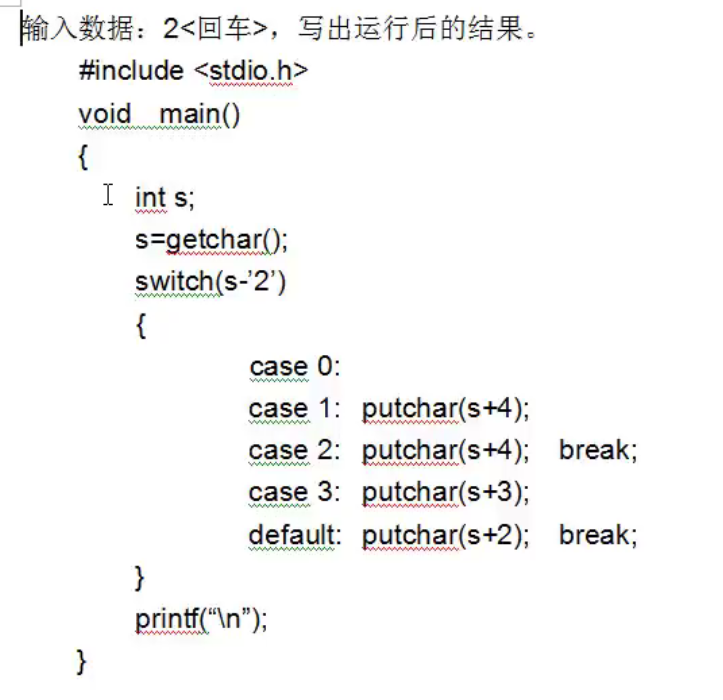 输入数据：2<回车>，写出运行后的结果。
#include <stdio.h>
void main()
{
int s;
s=getchar();
switch(s-’2’)
{
case 0:
case 1: putchar(s+4);
case 2: putchar(s+4); break;
case 3: putchar(s+3);
default: putchar(s+2); break;
}
printf(“\n”);
}